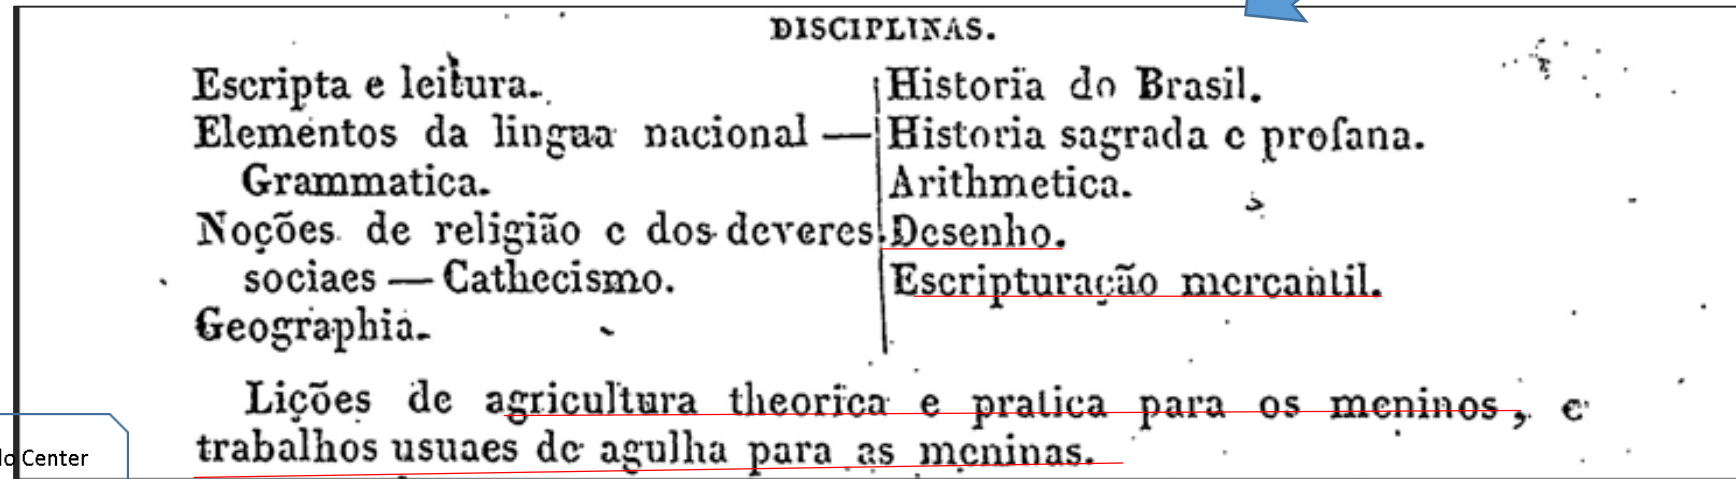 DISCIPLINAS.
Escripta e leitura.
Elementos da lingua nacional —
Grammatica.
Noções de religião e dos deveres
sociaes — Cathecismo.
Geographia.
Historia do Brasil.
Historia sagrada e profana.
Arithmetica.
Desenho.
Escripturação mercantil.
Lições de agricultura theorica e pratica para os meninos, e
trabalhos usuaes de agulha para as meninas.
Center